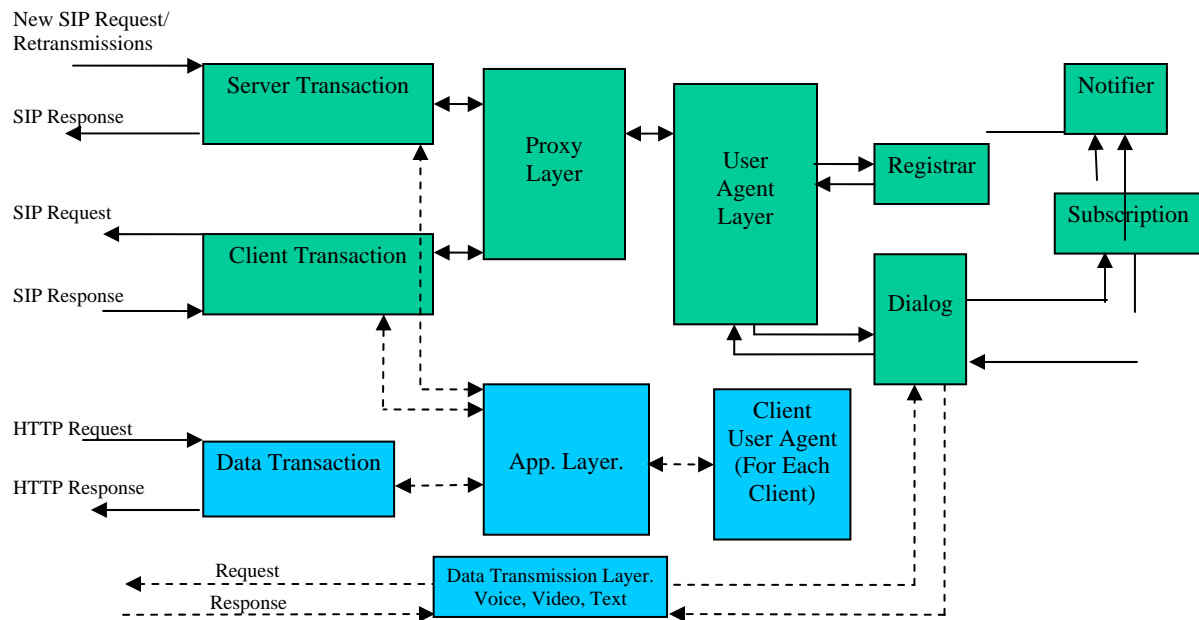 New SIP Request/
Retransmissions
Server Transaction
SIP Response
Proxy
Layer
User
Agent
Layer
Notifier
Registrar
Subscription
SIP Request
Client Transaction
SIP Response
Dialog
HTTP Request
Data Transaction
HTTP Response
App. Layer.
Client
User Agent
(For Each
Client)
Request
Response
Data Transmission Layer.
Voice, Video, Text